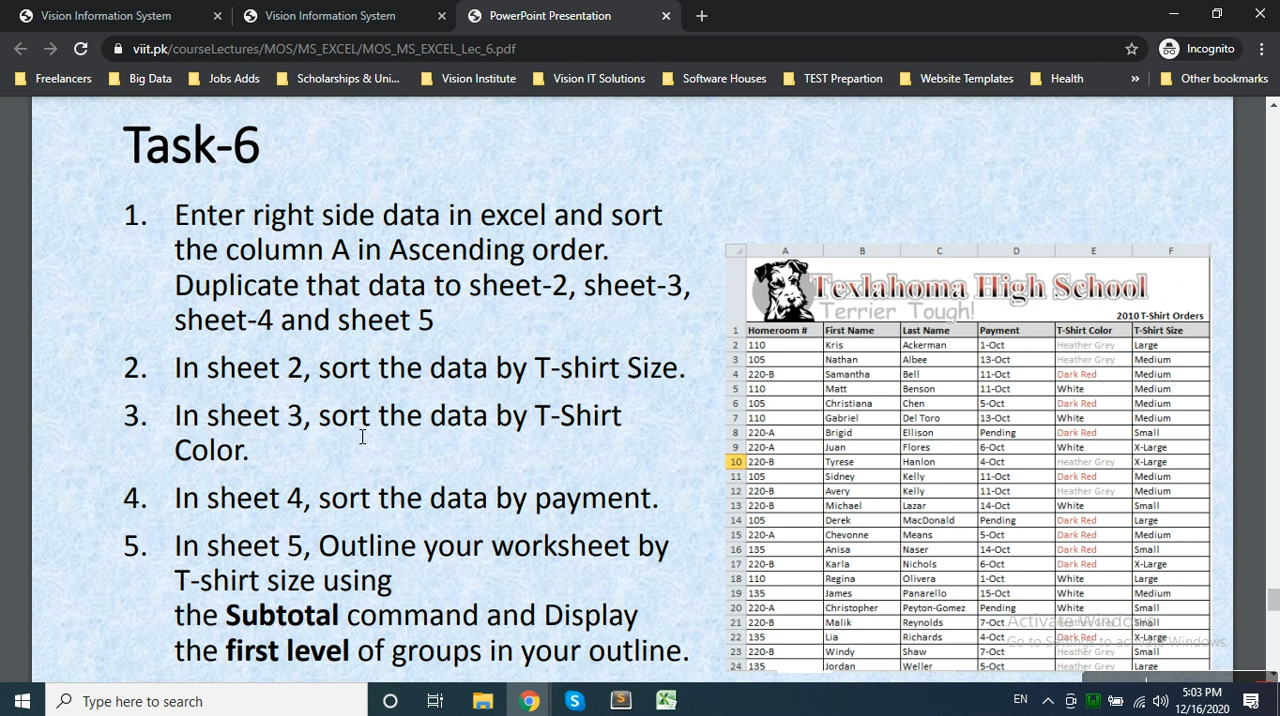 Vision Information System
Vision Information System
PowerPoint Presentation
viit.pk/courseLectures/MOS/MS_EXCEL/MOS_MS_EXCEL_Lec_6.pdf
Incognito
Freelancers Big Data Jobs Adds Scholarships & Uni... Vision Institute Vision IT Solutions Software Houses TEST Prepartion Website Templates Health » Other bookmarks
Task-6
1. Enter right side data in excel and sort
the column A in Ascending order.
Duplicate that data to sheet-2, sheet-3,
sheet-4 and sheet 5
2. In sheet 2, sort the data by T-shirt Size.
3. In sheet 3, sort the data by T-Shirt
Color.
4. In sheet 4, sort the data by payment.
5. In sheet 5, Outline your worksheet by
T-shirt size using
the Subtotal command and Display
the first level of groups in your outline.
A B C D E F
Texlahoma High School
Terrier Tough!
2010 T-Shirt Orders
1 Homeroom # First Name Last Name Payment T-Shirt Color T-Shirt Size
2 110 Kris Ackerman 1-Oct Heather Grey Large
3 105 Nathan Albee 13-Oct Heather Grey Medium
4 220-B Samantha Bell 11-Oct Dark Red Medium
5 110 Matt Benson 11-Oct White Medium
6 105 Christiana Chen 5-Oct Dark Red Medium
7 110 Gabriel Del Toro 13-Oct White Medium
8 220-A Brigid Ellison Pending Dark Red Small
9 220-A Juan Flores 6-Oct White X-Large
10 220-B Tyrese Hanlon 4-Oct Heather Grey X-Large
11 105 Sidney Kelly 11-Oct Dark Red Medium
12 220-B Avery Kelly 11-Oct Heather Grey Medium
13 220-B Michael Lazar 14-Oct White Small
14 105 Derek MacDonald Pending Dark Red Large
15 220-A Chevonne Means 5-Oct Dark Red Medium
16 135 Anisa Naser 14-Oct Dark Red Small
17 220-B Karla Nichols 6-Oct Dark Red X-Large
18 110 Regina Olivera 1-Oct White Large
19 135 James Panarello 15-Oct White Medium
20 220-A Christopher Peyton-Gomez Pending White Small
21 220-B Malik Reynolds 7-Oct Heather Grey Small
22 135 Lia Richards 4-Oct Dark Red X-Large
23 220-B Windy Shaw 7-Oct Heather Grey Small
24 135 Jordan Weller 5-Oct Heather Grey Large
Activate Windows
Go to Settings to activate Windows.
Type here to search
EN
5:03 PM
12/16/2020